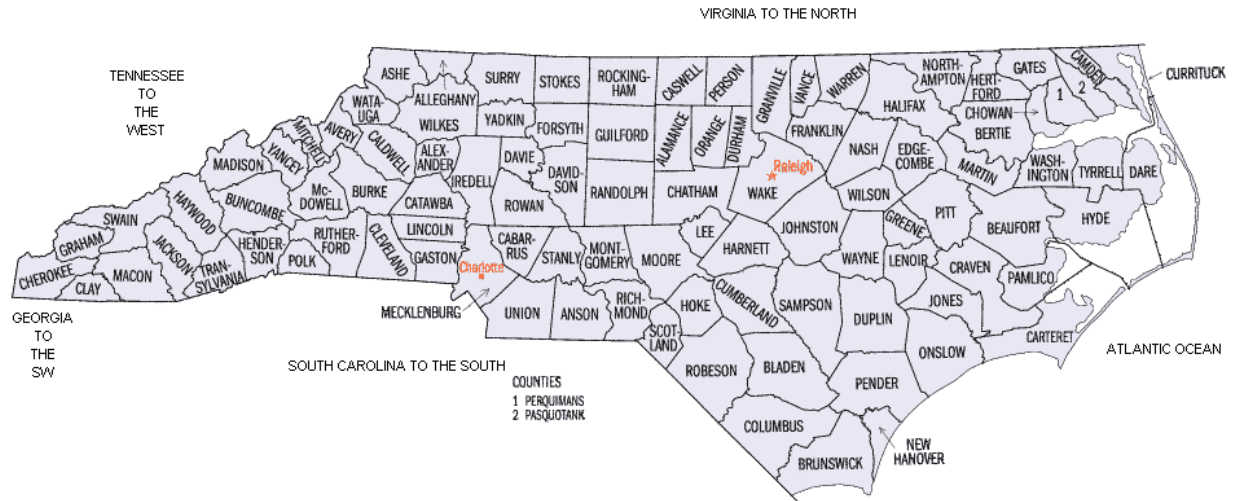 VIRGINIA TO THE NORTH
TENNESSEE
TO
THE
WEST
ASHE
ALLEGHANY
SURRY
STOKES
ROCKING-
HAM
CASWELL
PERSON
GRANVILLE
VANCE
WARREN
NORTH-
AMPTON
HERT-
FORD
GATES
CAMDEN
CURRITUCK
1
2
HALIFAX
CHOWAN
BERTIE
WATA-
UGA
WILKES
YADKIN
FORSYTH
GUILFORD
ALAMANCE
ORANGE
DURHAM
FRANKLIN
NASH
EDGE-
COMBE
MARTIN
WASH-
INGTON
TYRRELL
DARE
MITCHELL
AVERY
CALDWELL
ALEX-
ANDER
DAVIE
DAVID-
SON
RANDOLPH
CHATHAM
Raleigh
WAKE
WILSON
MADISON
YANCEY
Mc-
DOWELL
BURKE
CATAWBA
IREDELL
ROWAN
HAYWOOD
BUNCOMBE
RUTHER-
FORD
CLEVELAND
LINCOLN
GASTON
CABAR-
RUS
STANLY
MONT-
GOMERY
MOORE
LEE
HARNETT
JOHNSTON
GREENE
PITT
BEAUFORT
HYDE
SWAIN
GRAHAM
JACKSON
HENDER-
SON
POLK
Charlotte
WAYNE
LENOIR
CRAVEN
PAMLICO
CHEROKEE
CLAY
MACON
TRAN-
SYLVANIA
MECKLENBURG
UNION
ANSON
RICH-
MOND
SCOT-
LAND
HOKE
CUMBERLAND
SAMPSON
DUPLIN
JONES
CARTERET
ONSLOW
GEORGIA
TO
THE
SW
SOUTH CAROLINA TO THE SOUTH
ATLANTIC OCEAN
ROBESON
BLADEN
PENDER
COUNTIES
1 PERQUIMANS
2 PASQUOTANK
COLUMBUS
BRUNSWICK
NEW
HANOVER